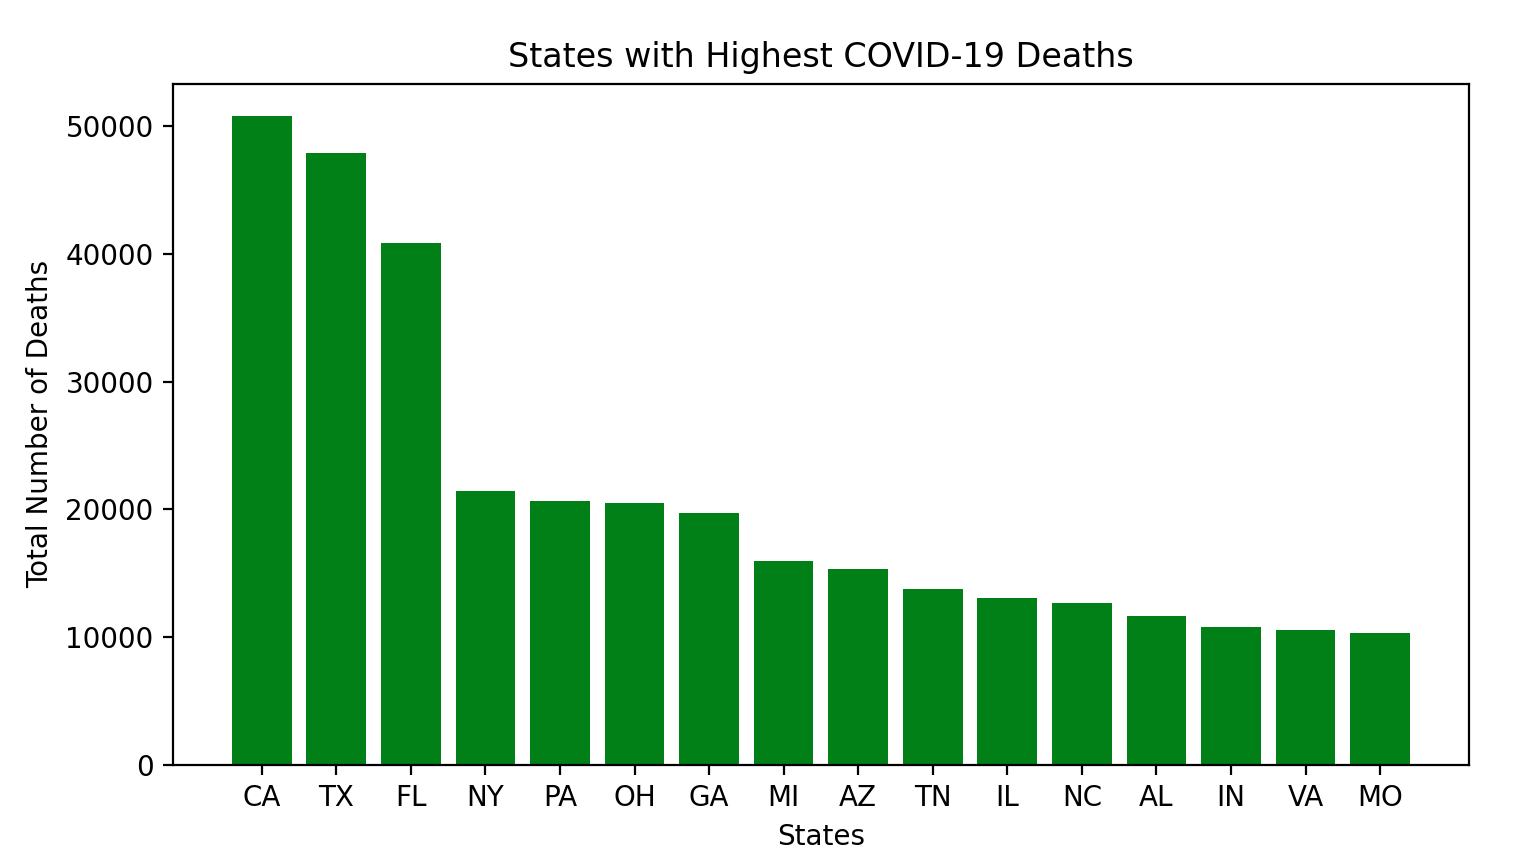 States with Highest COVID-19 Deaths
Total Number of Deaths
50000
40000
30000
20000
10000
0
CA TX FL NY PA OH GA MI AZ TN IL NC AL IN VA MO
States